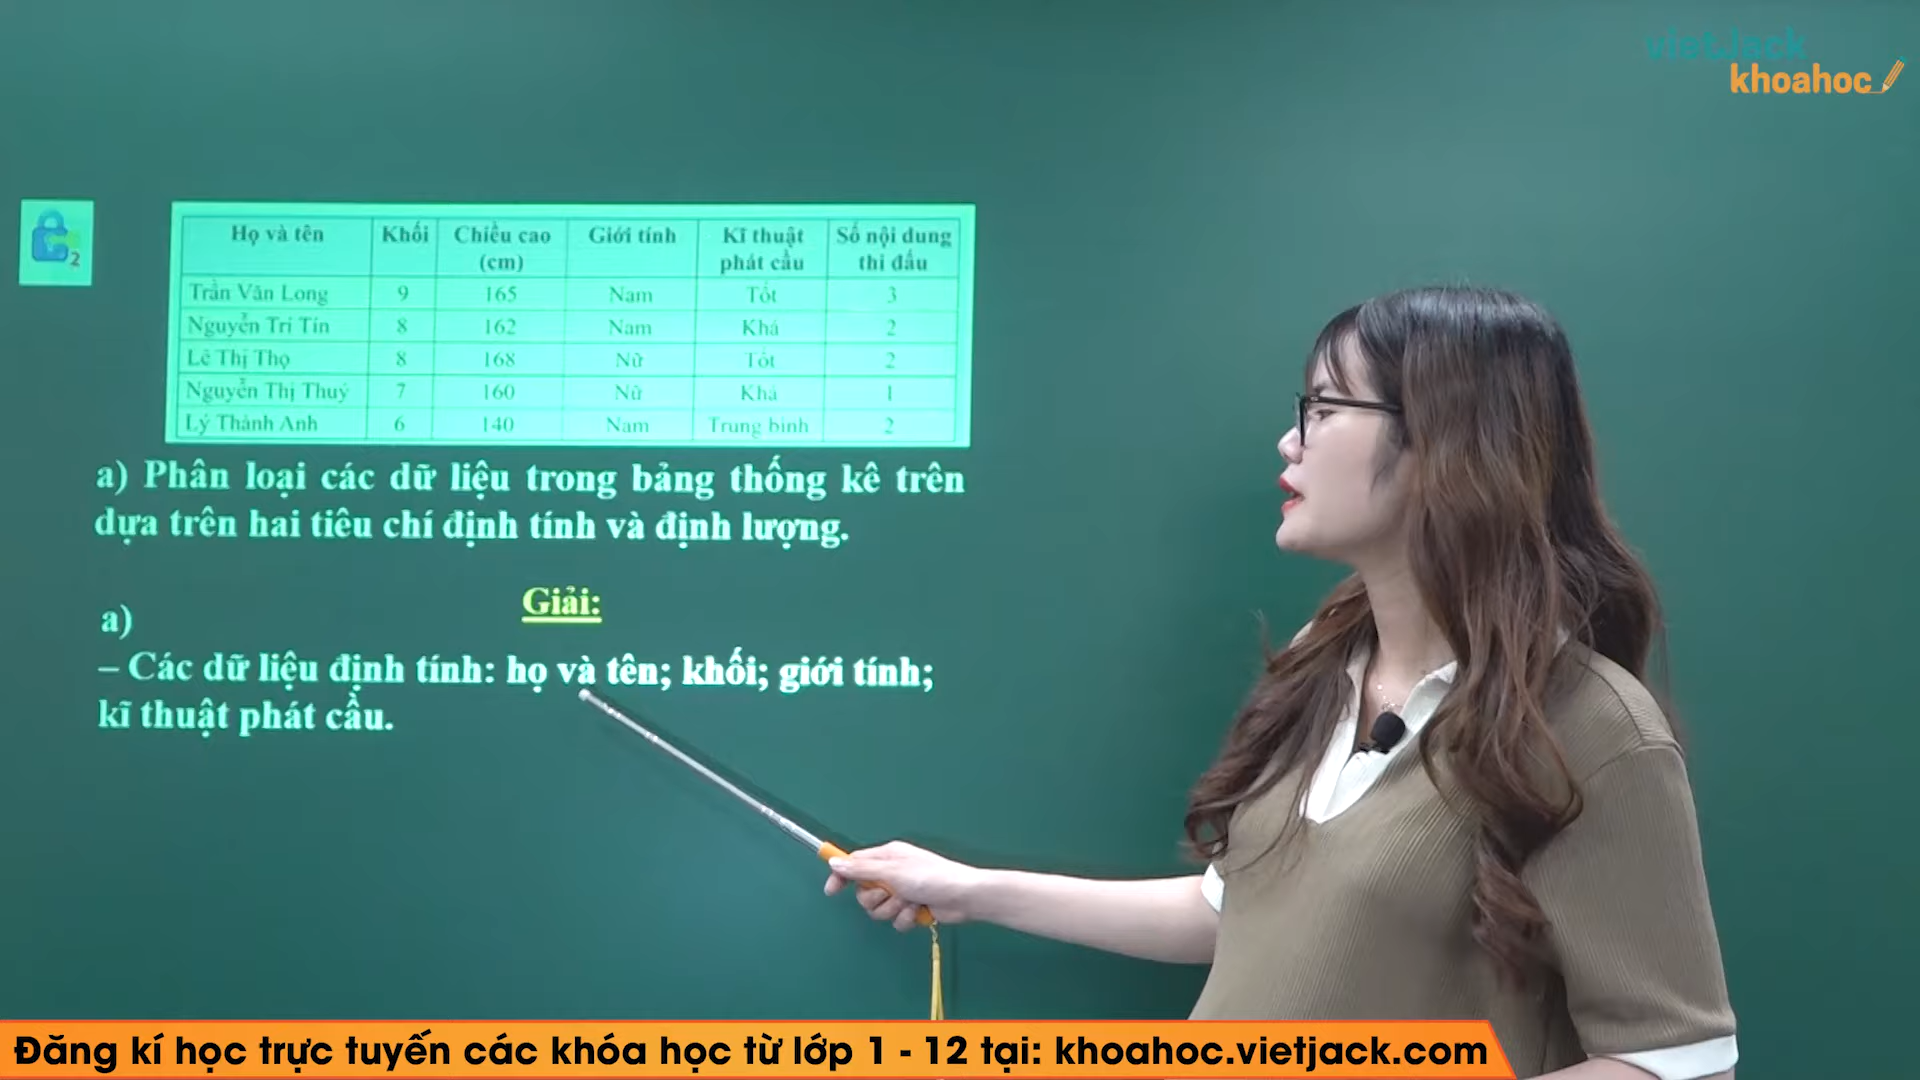 vietJack
khoahoc
2
Họ và tên Khối Chiều cao (cm) Giới tính Kĩ thuật phát cầu Số nội dung thi đấu
Trần Văn Long 9 165 Nam Tốt 3
Nguyễn Trí Tín 8 162 Nam Khá 2
Lê Thị Thọ 8 168 Nữ Tốt 2
Nguyễn Thị Thuý 7 160 Nữ Khá 1
Lý Thành Anh 6 140 Nam Trung bình 2
a) Phân loại các dữ liệu trong bảng thống kê trên
dựa trên hai tiêu chí định tính và định lượng.
Giải:
a)
– Các dữ liệu định tính: họ và tên; khối; giới tính;
kĩ thuật phát cầu.
Đăng kí học trực tuyến các khóa học từ lớp 1 - 12 tại: khoahoc.vietjack.com